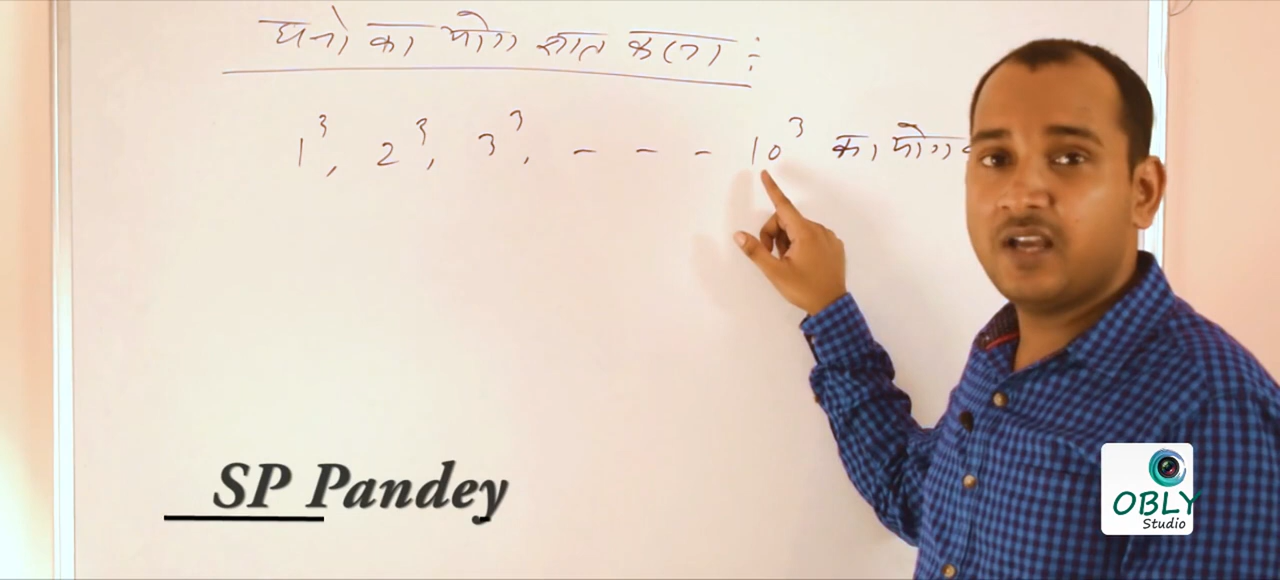 घनो का योग ज्ञात करना :
1³, 2³, 3³, - - - 10³ का योग
SP Pandey
OBLY
Studio